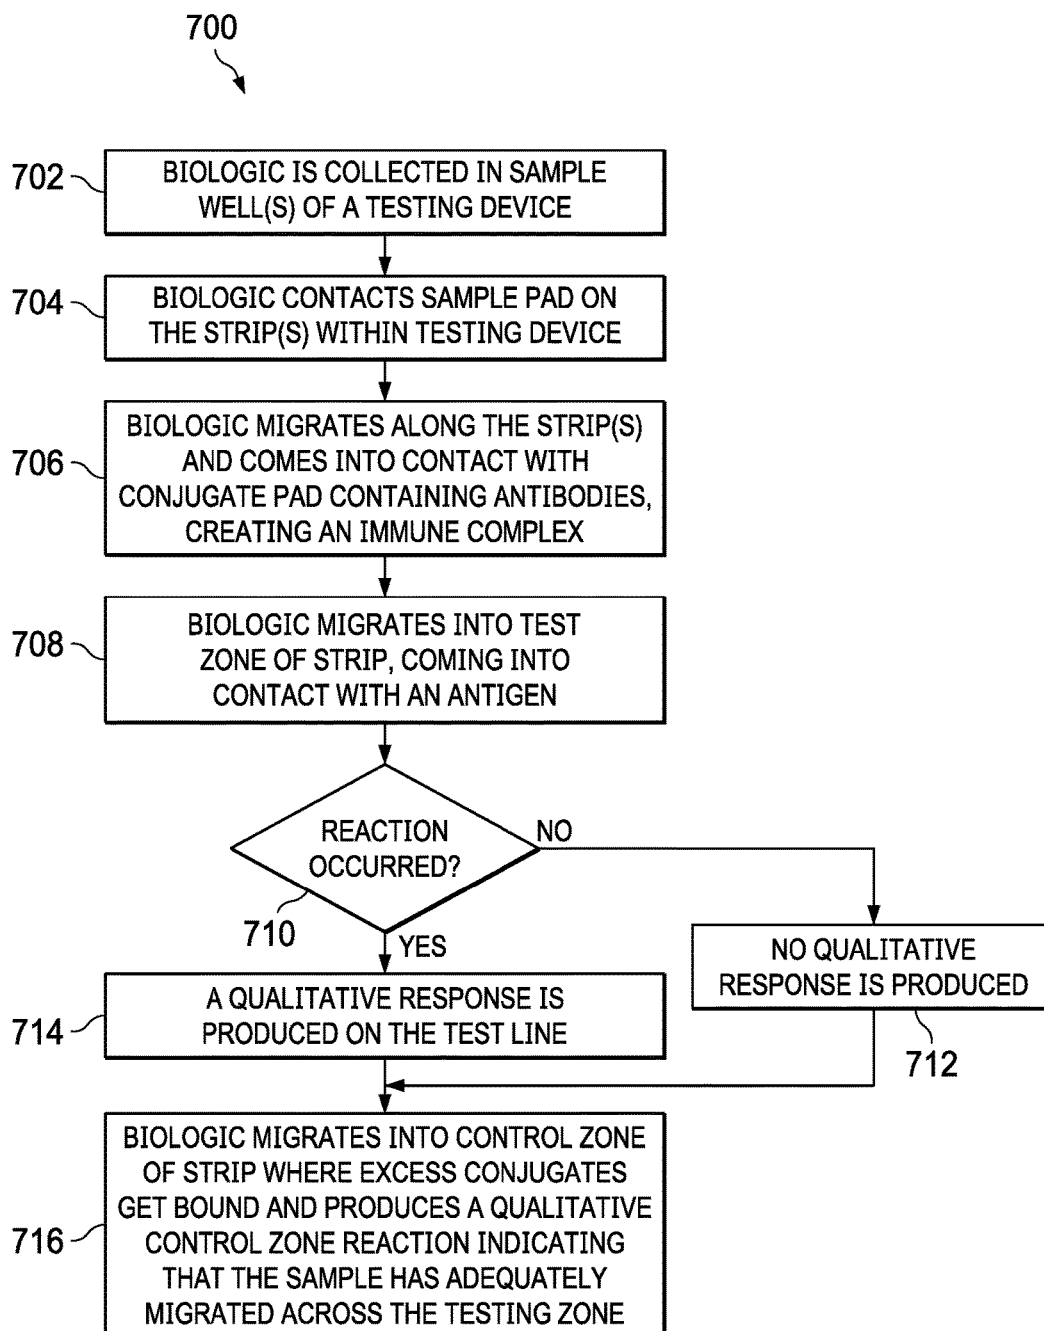 700
702
BIOLOGIC IS COLLECTED IN SAMPLE
WELL(S) OF A TESTING DEVICE
704
BIOLOGIC CONTACTS SAMPLE PAD ON
THE STRIP(S) WITHIN TESTING DEVICE
706
BIOLOGIC MIGRATES ALONG THE STRIP(S)
AND COMES INTO CONTACT WITH
CONJUGATE PAD CONTAINING ANTIBODIES,
CREATING AN IMMUNE COMPLEX
708
BIOLOGIC MIGRATES INTO TEST
ZONE OF STRIP, COMING INTO
CONTACT WITH AN ANTIGEN
REACTION
OCCURRED?
710
NO
YES
NO QUALITATIVE
RESPONSE IS PRODUCED
712
714
A QUALITATIVE RESPONSE IS
PRODUCED ON THE TEST LINE
716
BIOLOGIC MIGRATES INTO CONTROL ZONE
OF STRIP WHERE EXCESS CONJUGATES
GET BOUND AND PRODUCES A QUALITATIVE
CONTROL ZONE REACTION INDICATING
THAT THE SAMPLE HAS ADEQUATELY
MIGRATED ACROSS THE TESTING ZONE